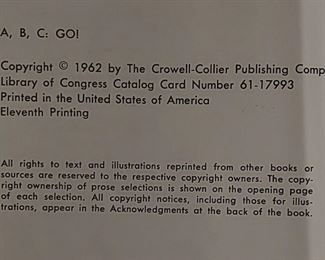 A, B, C: GO!
Copyright © 1962 by The Crowell-Collier Publishing Comp
Library of Congress Catalog Card Number 61-17993
Printed in the United States of America
Eleventh Printing
All rights to text and illustrations reprinted from other books or
sources are reserved to the respective copyright owners. The copy-
right ownership of prose selections is shown on the opening page
of each selection. All copyright notices, including those for illus-
trations, appear in the Acknowledgments at the back of the book.